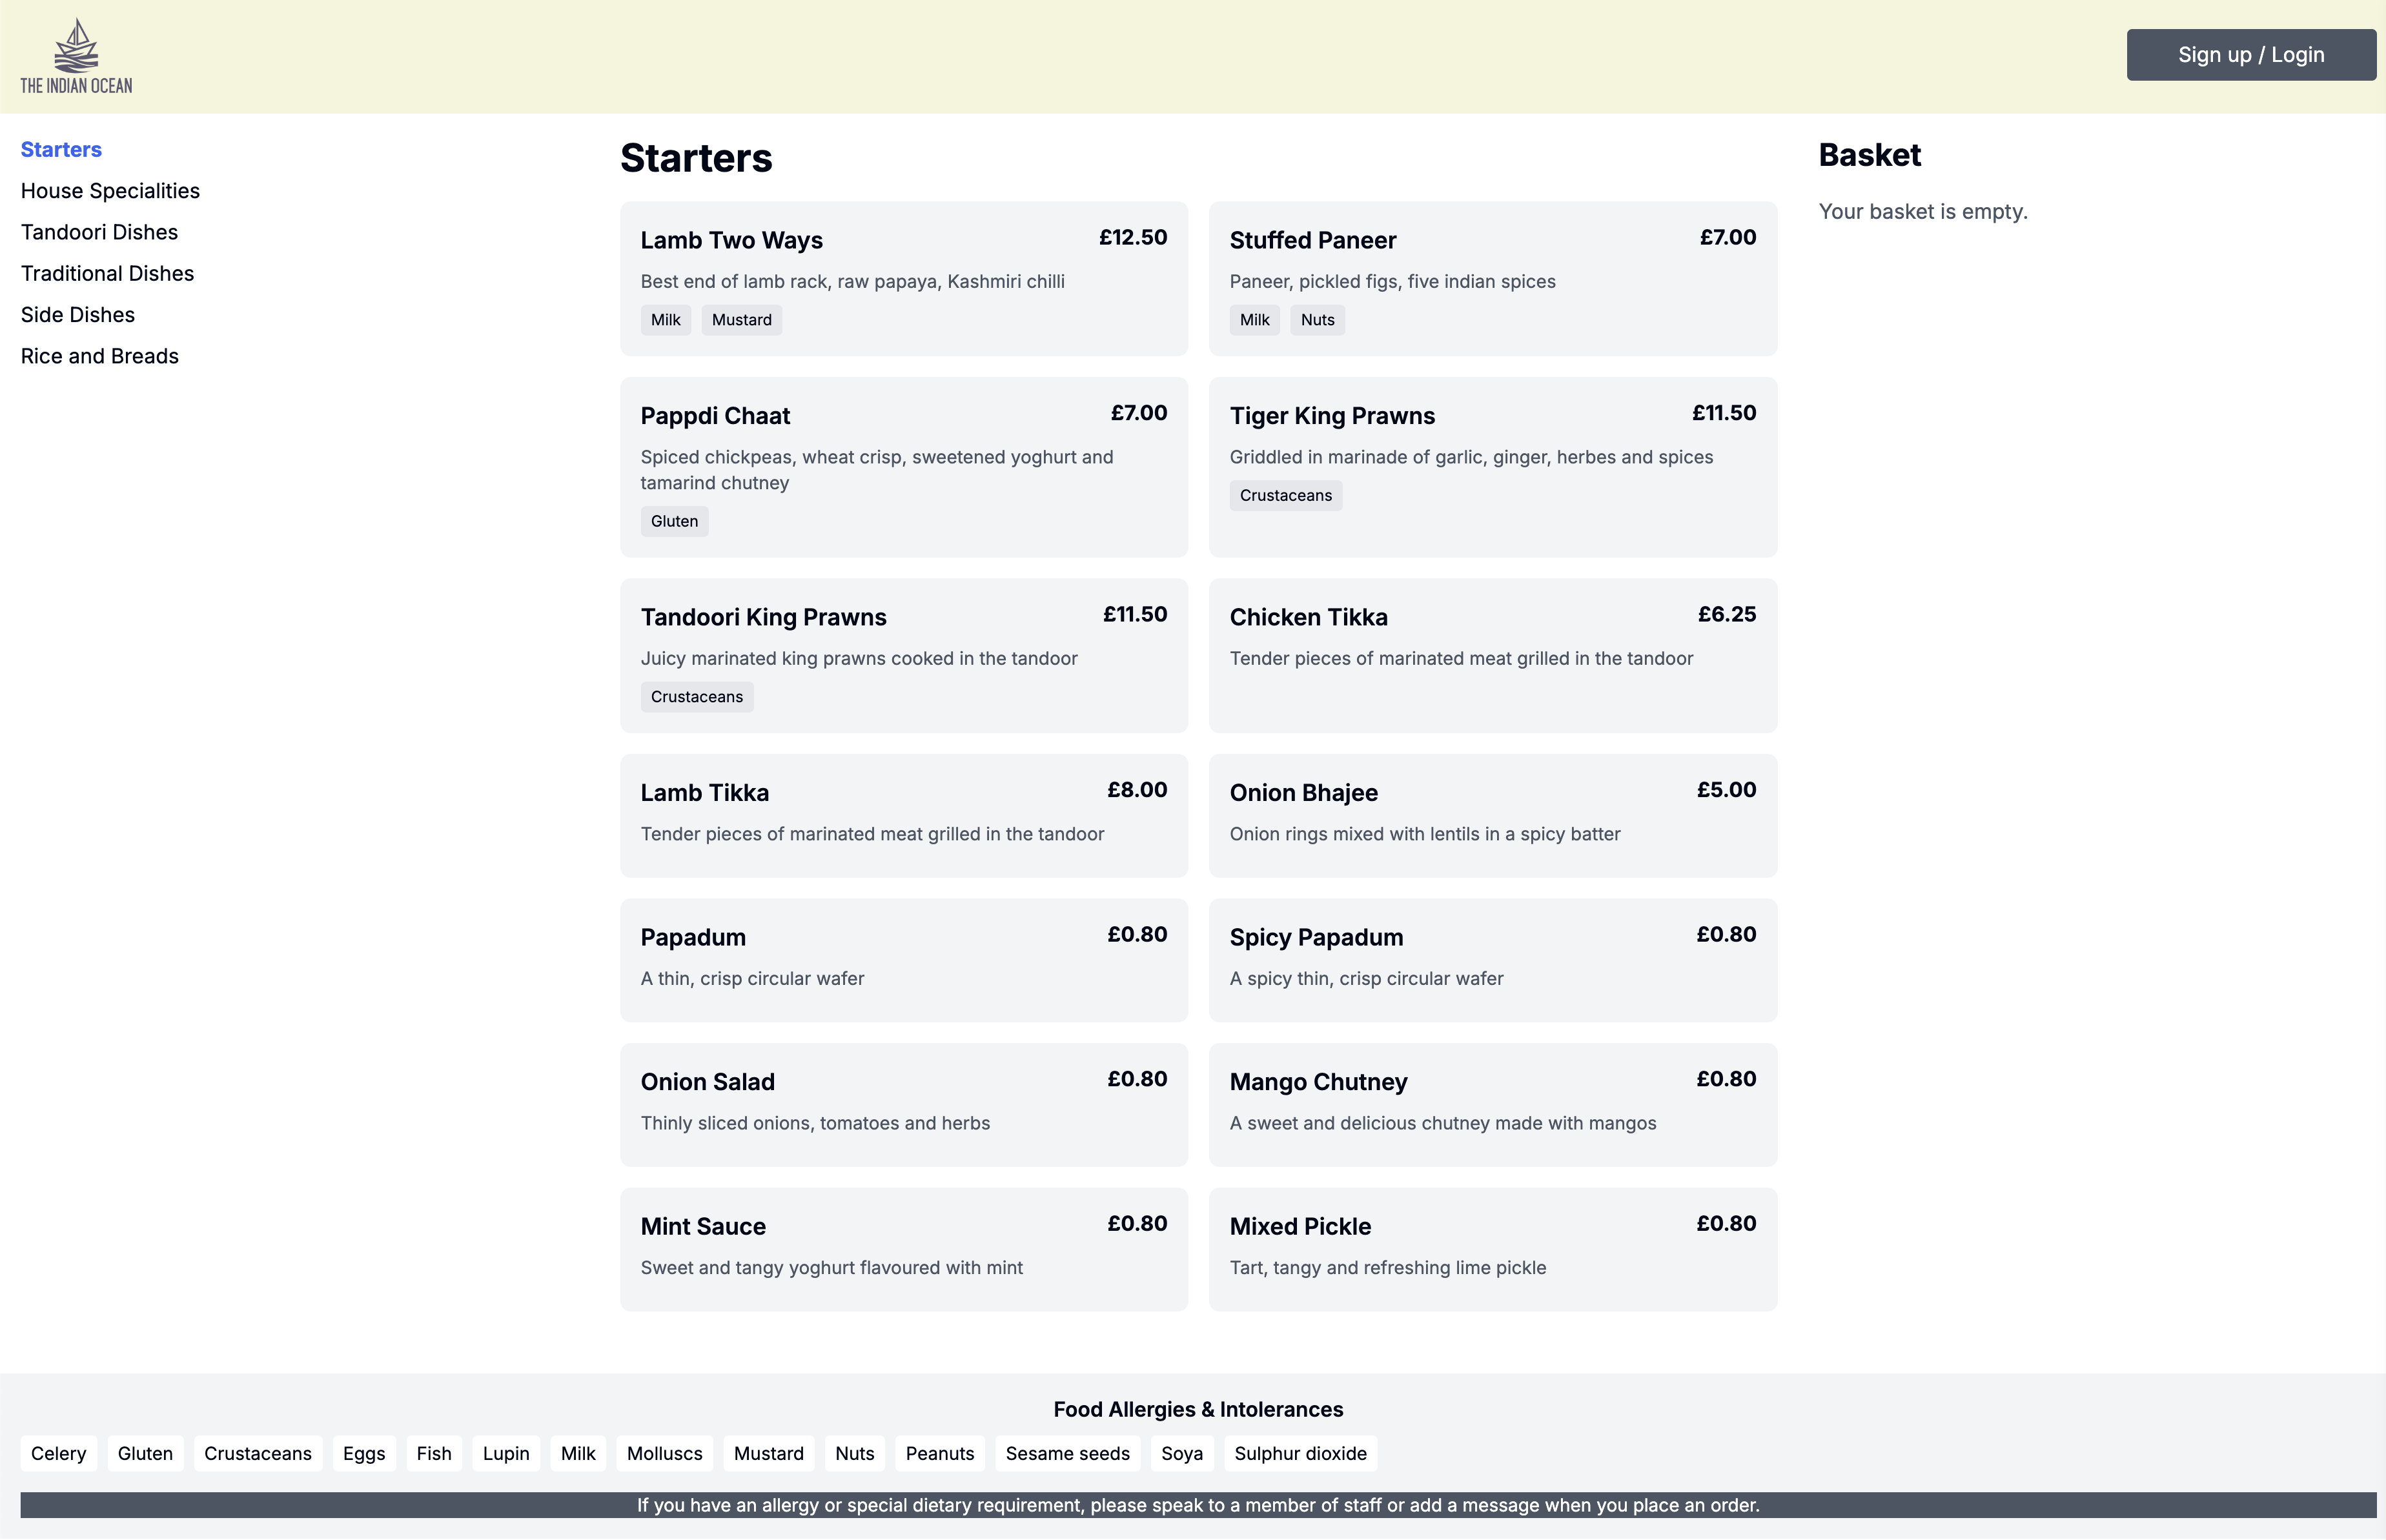 THE INDIAN OCEAN
Sign up / Login
Starters
House Specialities
Tandoori Dishes
Traditional Dishes
Side Dishes
Rice and Breads
Starters
Lamb Two Ways £12.50
Best end of lamb rack, raw papaya, Kashmiri chilli
Milk Mustard
Stuffed Paneer £7.00
Paneer, pickled figs, five indian spices
Milk Nuts
Pappdi Chaat £7.00
Spiced chickpeas, wheat crisp, sweetened yoghurt and
tamarind chutney
Gluten
Tiger King Prawns £11.50
Griddled in marinade of garlic, ginger, herbes and spices
Crustaceans
Tandoori King Prawns £11.50
Juicy marinated king prawns cooked in the tandoor
Crustaceans
Chicken Tikka £6.25
Tender pieces of marinated meat grilled in the tandoor
Lamb Tikka £8.00
Tender pieces of marinated meat grilled in the tandoor
Onion Bhajee £5.00
Onion rings mixed with lentils in a spicy batter
Papadum £0.80
A thin, crisp circular wafer
Spicy Papadum £0.80
A spicy thin, crisp circular wafer
Onion Salad £0.80
Thinly sliced onions, tomatoes and herbs
Mango Chutney £0.80
A sweet and delicious chutney made with mangos
Mint Sauce £0.80
Sweet and tangy yoghurt flavoured with mint
Mixed Pickle £0.80
Tart, tangy and refreshing lime pickle
Basket
Your basket is empty.
Food Allergies & Intolerances
Celery Gluten Crustaceans Eggs Fish Lupin Milk Molluscs Mustard Nuts Peanuts Sesame seeds Soya Sulphur dioxide
If you have an allergy or special dietary requirement, please speak to a member of staff or add a message when you place an order.